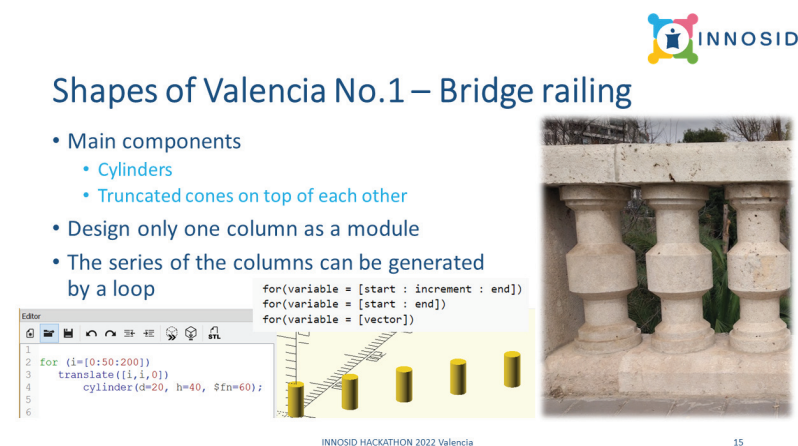 INNOSID
Shapes of Valencia No.1 – Bridge railing
• Main components
• Cylinders
• Truncated cones on top of each other
• Design only one column as a module
• The series of the columns can be generated
by a loop
for(variable = [start : increment : end])
for(variable = [start : end])
for(variable = [vector])
Editor
STL
1
2 for (i=[0:50:200])
3 translate([i,i,0])
4 cylinder(d=20, h=40, $fn=60);
5
6
INNOSID HACKATHON 2022 Valencia
15